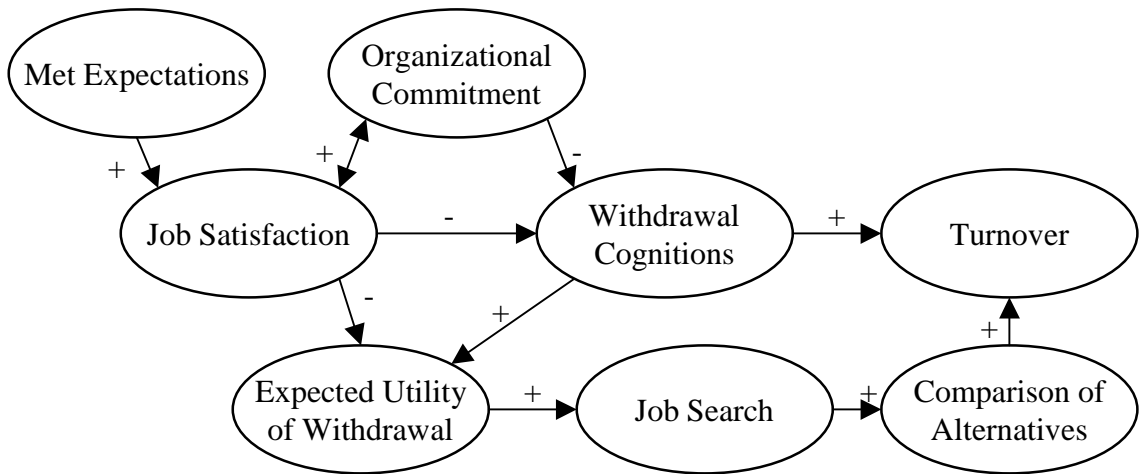 Met Expectations
Organizational
Commitment
+
+
-
Job Satisfaction
-
Withdrawal
Cognitions
+
Turnover
-
+
+
Expected Utility
of Withdrawal
+
Job Search
+
Comparison of
Alternatives